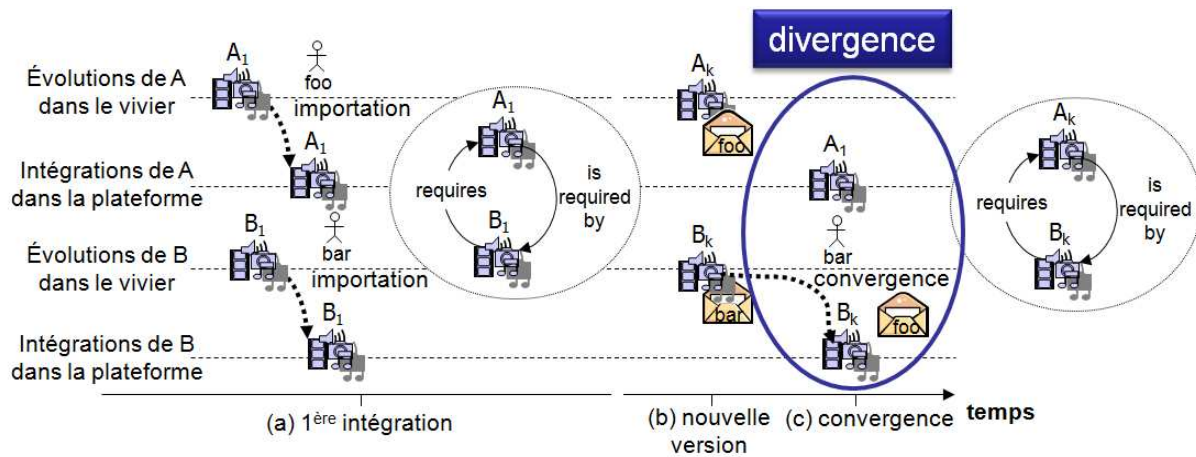 divergence
Évolutions de A
dans le vivier
A1
foo
importation
A1
Ak
foo
Intégrations de A
dans la plateforme
A1
requires
is
required
by
A1
Ak
requires
is
required
by
Évolutions de B
dans le vivier
B1
bar
importation
B1
Bk
bar
bar
convergence
Bk
foo
Bk
Intégrations de B
dans la plateforme
B1
(a) 1ère intégration
(b) nouvelle
version
(c) convergence
temps